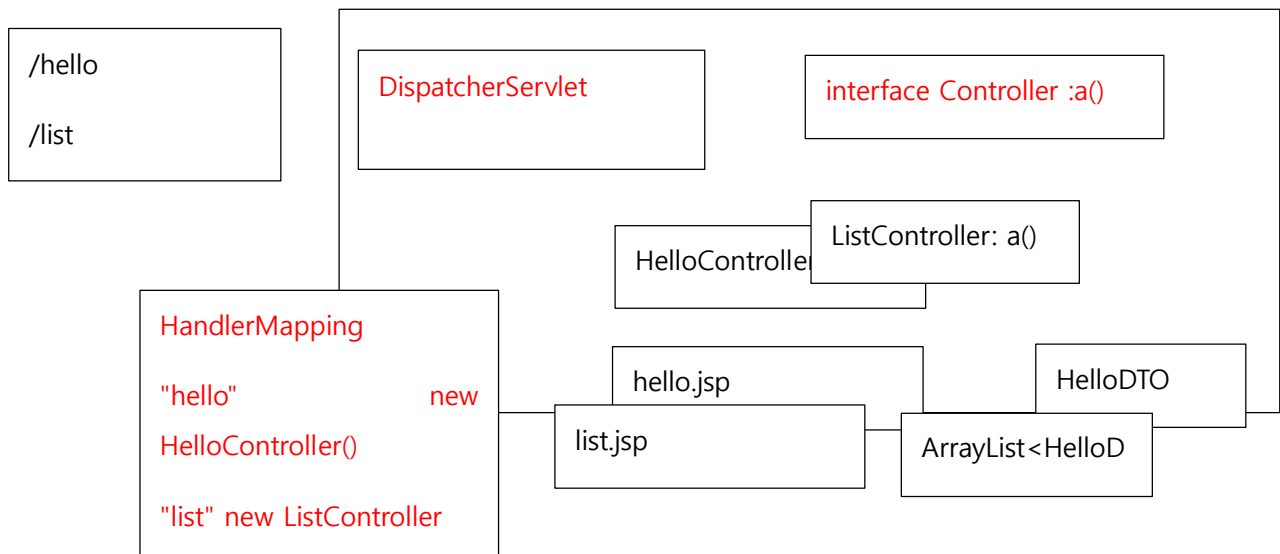 /hello
/list
DispatcherServlet
interface Controller :a()
HelloController
ListController: a()
HandlerMapping
"hello" new
HelloController()
"list" new ListController
hello.jsp
list.jsp
HelloDTO
ArrayList<HelloD